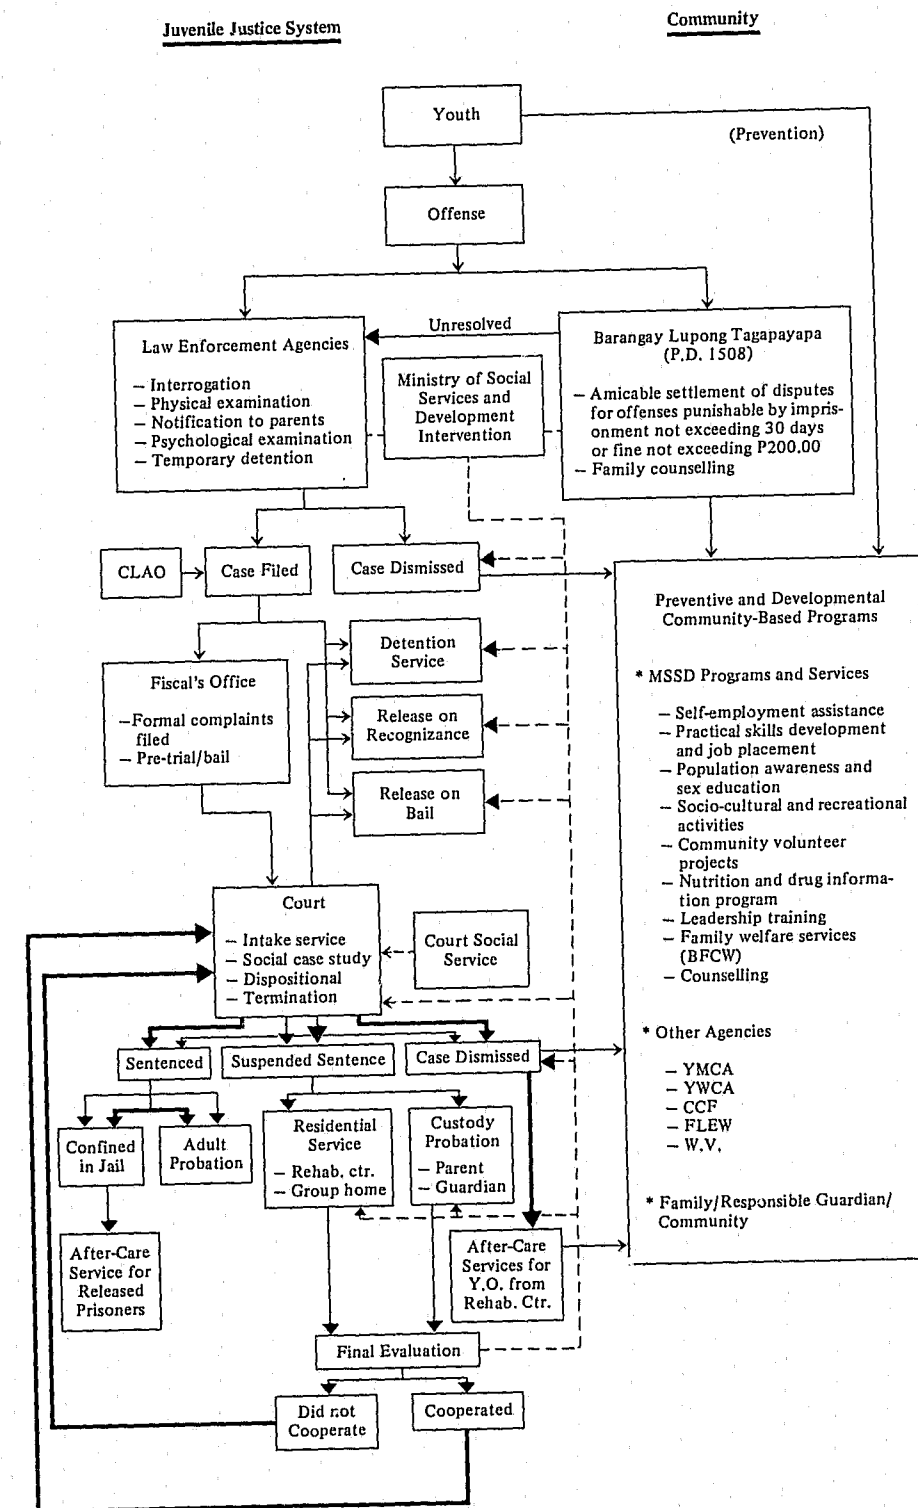 Juvenile Justice System
Community
Youth
(Prevention)
Offense
Law Enforcement Agencies
– Interrogation
– Physical examination
– Notification to parents
– Psychological examination
– Temporary detention
Unresolved
Ministry of Social
Services and
Development
Intervention
Barangay Lupong Tagapayapa
(P.D. 1508)
– Amicable settlement of disputes
for offenses punishable by impris-
onment not exceeding 30 days
or fine not exceeding P200.00
– Family counselling
CLAO
Case Filed
Case Dismissed
Fiscal's Office
–Formal complaints
filed
– Pre-trial/bail
Detention
Service
Release on
Recognizance
Release on
Bail
Preventive and Developmental
Community-Based Programs
* MSSD Programs and Services
– Self-employment assistance
– Practical skills development
and job placement
– Population awareness and
sex education
– Socio-cultural and recreational
activities
– Community volunteer
projects
– Nutrition and drug informa-
tion program
– Leadership training
– Family welfare services
(BFCW)
– Counselling
* Other Agencies
– YMCA
– YWCA
– CCF
– FLEW
– W.V.
* Family/Responsible Guardian/
Community
Court
– Intake service
– Social case study
– Dispositional
– Termination
Court Social
Service
Sentenced
Suspended Sentence
Case Dismissed
Confined
in Jail
Adult
Probation
Residential
Service
– Rehab. ctr.
– Group home
Custody
Probation
– Parent
– Guardian
After-Care
Service for
Released
Prisoners
After-Care
Services for
Y.O. from
Rehab. Ctr.
Final Evaluation
Did not
Cooperate
Cooperated